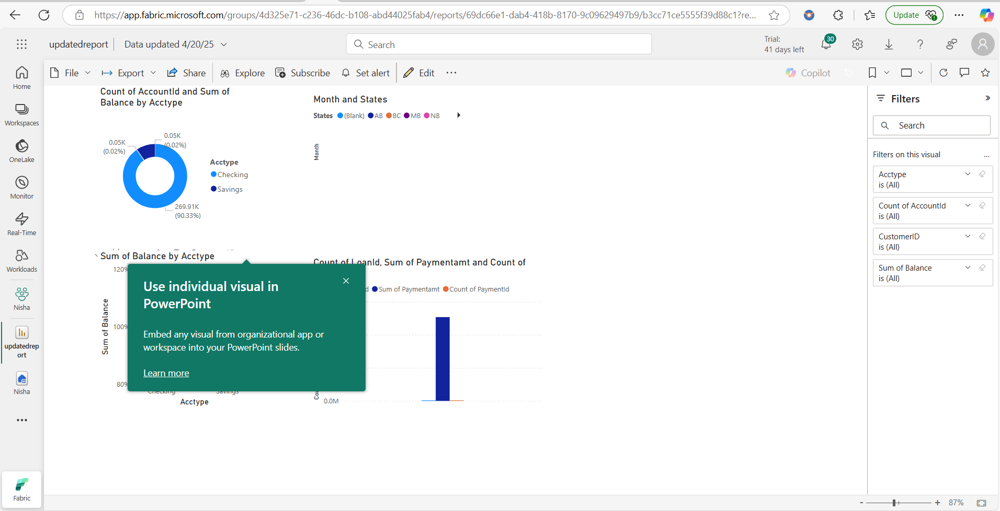 https://app.fabric.microsoft.com/groups/4d325e71-c236-46dc-b108-abd44025fab4/reports/69dc66e1-dab4-418b-8170-9c09629497b9/b3cc71ce5555f39d88c1?re...
Update
updatedreport
Data updated 4/20/25
Search
Trial:
41 days left
30
File
Export
Share
Explore
Subscribe
Set alert
Edit
Copilot
Home
Workspaces
OneLake
Monitor
Real-Time
Workloads
Nisha
updatedrep
ort
Nisha
Fabric
Count of AccountId and Sum of
Balance by Acctype
0.05K
(0.02%)
0.05K
(0.02%)
269.91K
(90.33%)
Acctype
Checking
Savings
Month and States
States (Blank) AB BC MB NB
Month
Sum of Balance by Acctype
120%
100%
80%
Sum of Balance
Checking
Savings
Acctype
Use individual visual in
PowerPoint
Embed any visual from organizational app or
workspace into your PowerPoint slides.
Learn more
Count of LoanId, Sum of Paymentamt and Count of
d Sum of Paymentamt Count of PaymentId
0.0M
Filters
Search
Filters on this visual
Acctype
is (All)
Count of AccountId
is (All)
CustomerID
is (All)
Sum of Balance
is (All)
87%